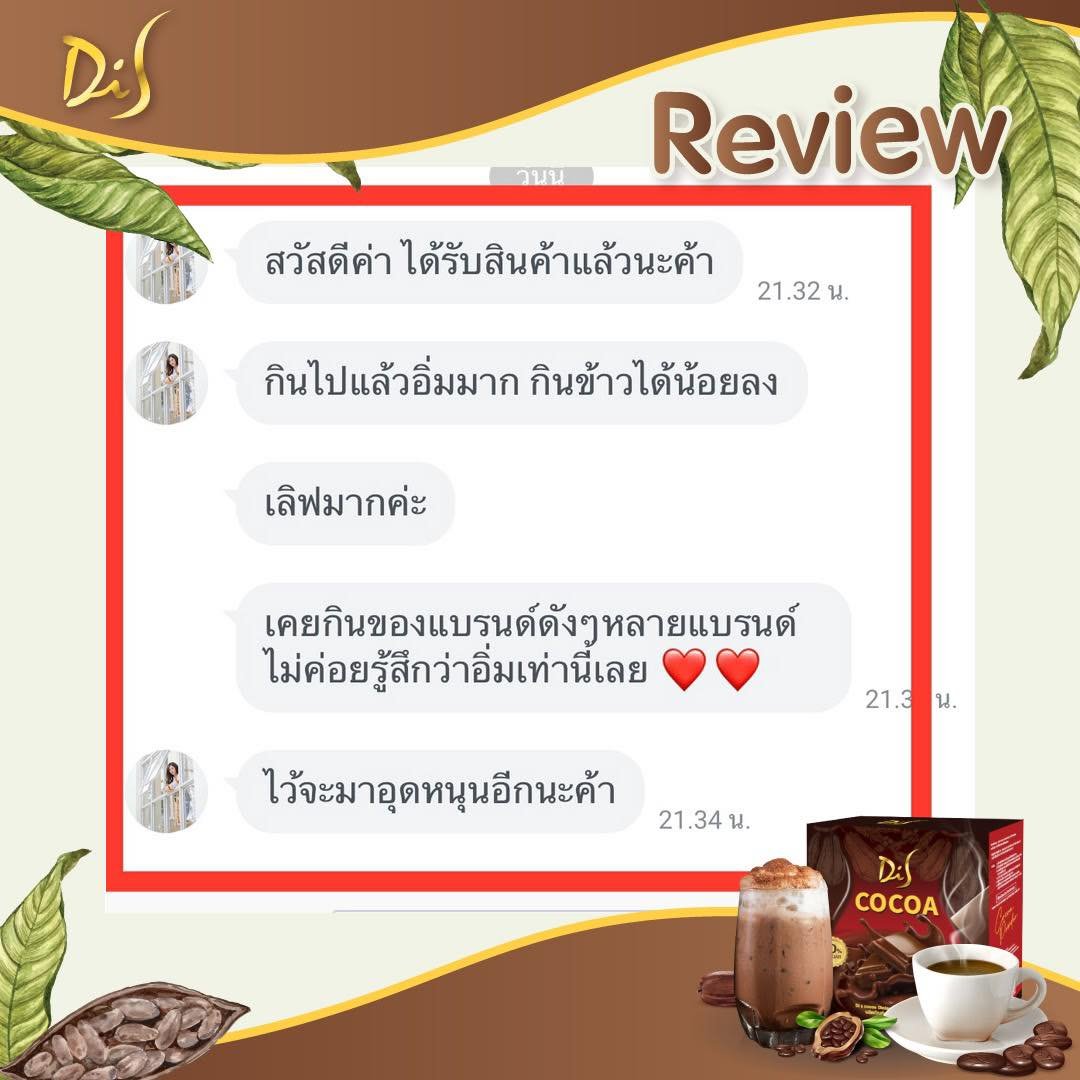 DiS
Review
วันนี้
สวัสดีค่า ได้รับสินค้าแล้วนะค้า
21.32 น.
กินไปแล้วอิ่มมาก กินข้าวได้น้อยลง
เลิฟมากค่ะ
เคยกินของแบรนด์ดังๆหลายแบรนด์
ไม่ค่อยรู้สึกว่าอิ่มเท่านี้เลย ❤️❤️
น.
ไว้จะมาอุดหนุนอีกนะค้า
21.34 น.
DiS
COCOA